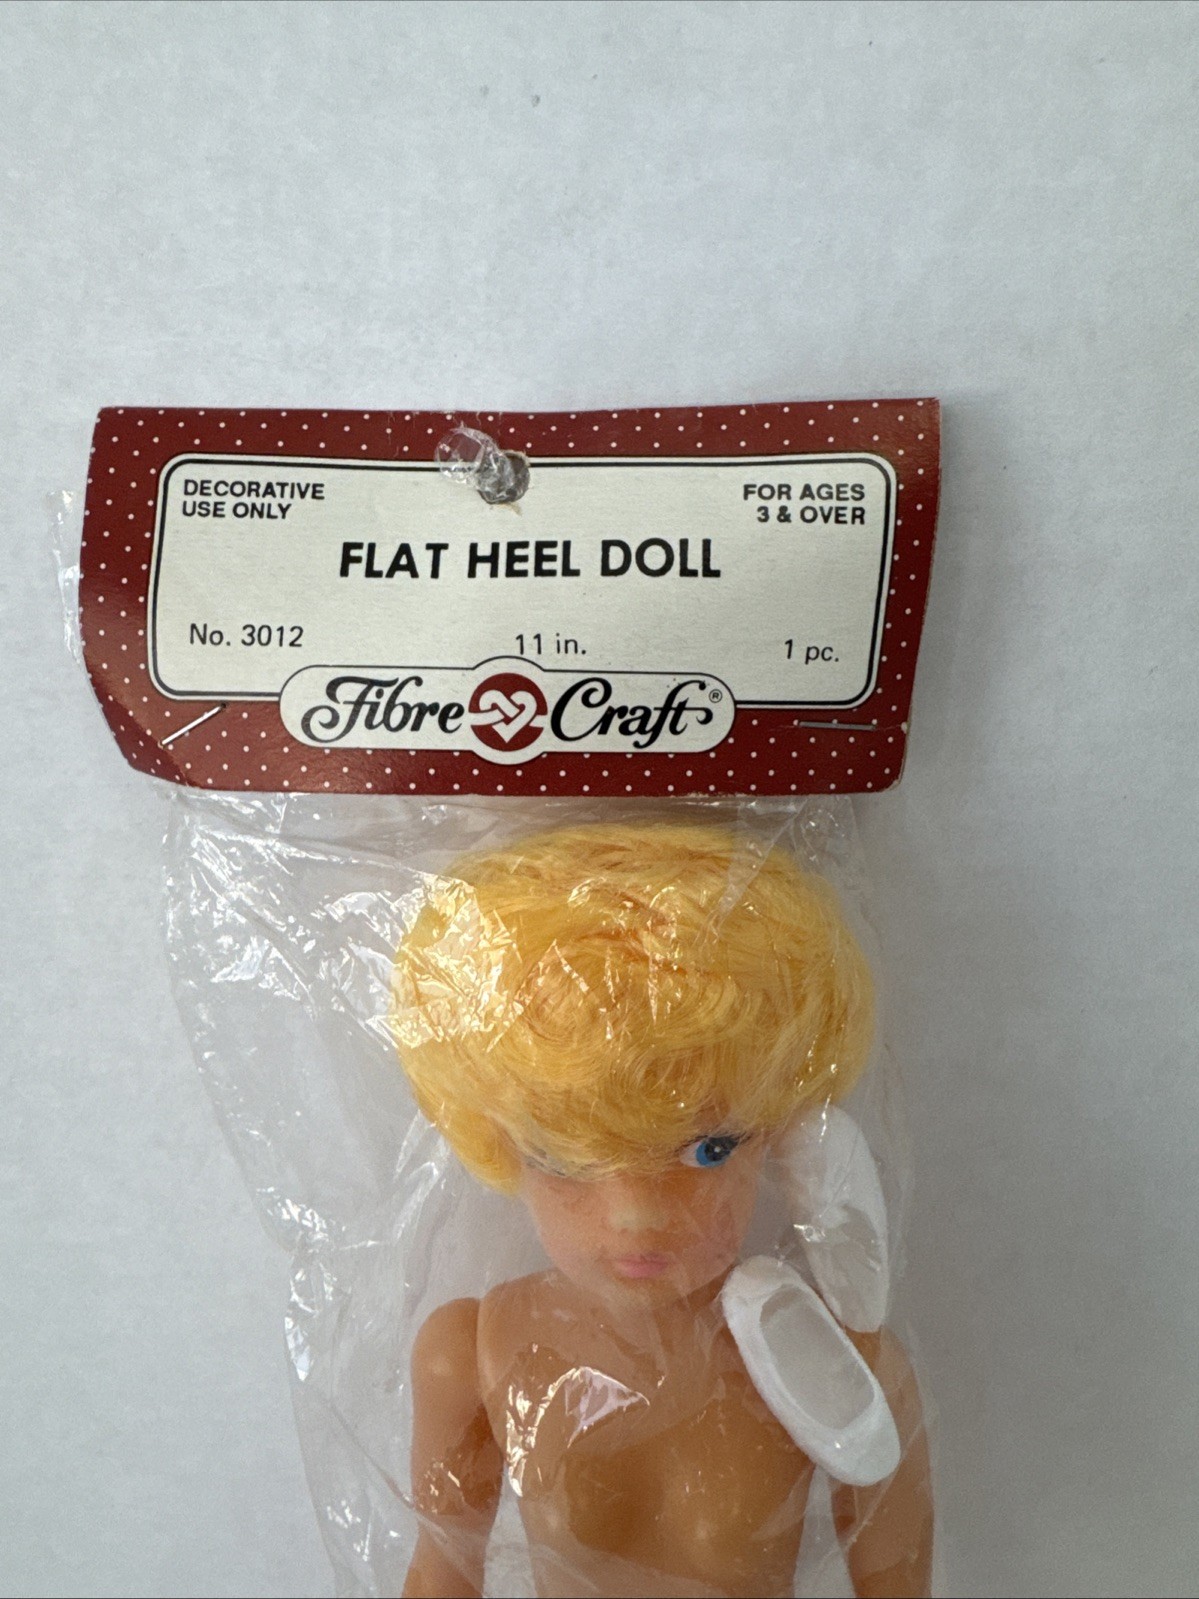 DECORATIVE
USE ONLY
FOR AGES
3 & OVER
FLAT HEEL DOLL
No. 3012 11 in. 1 pc.
Fibre Craft®